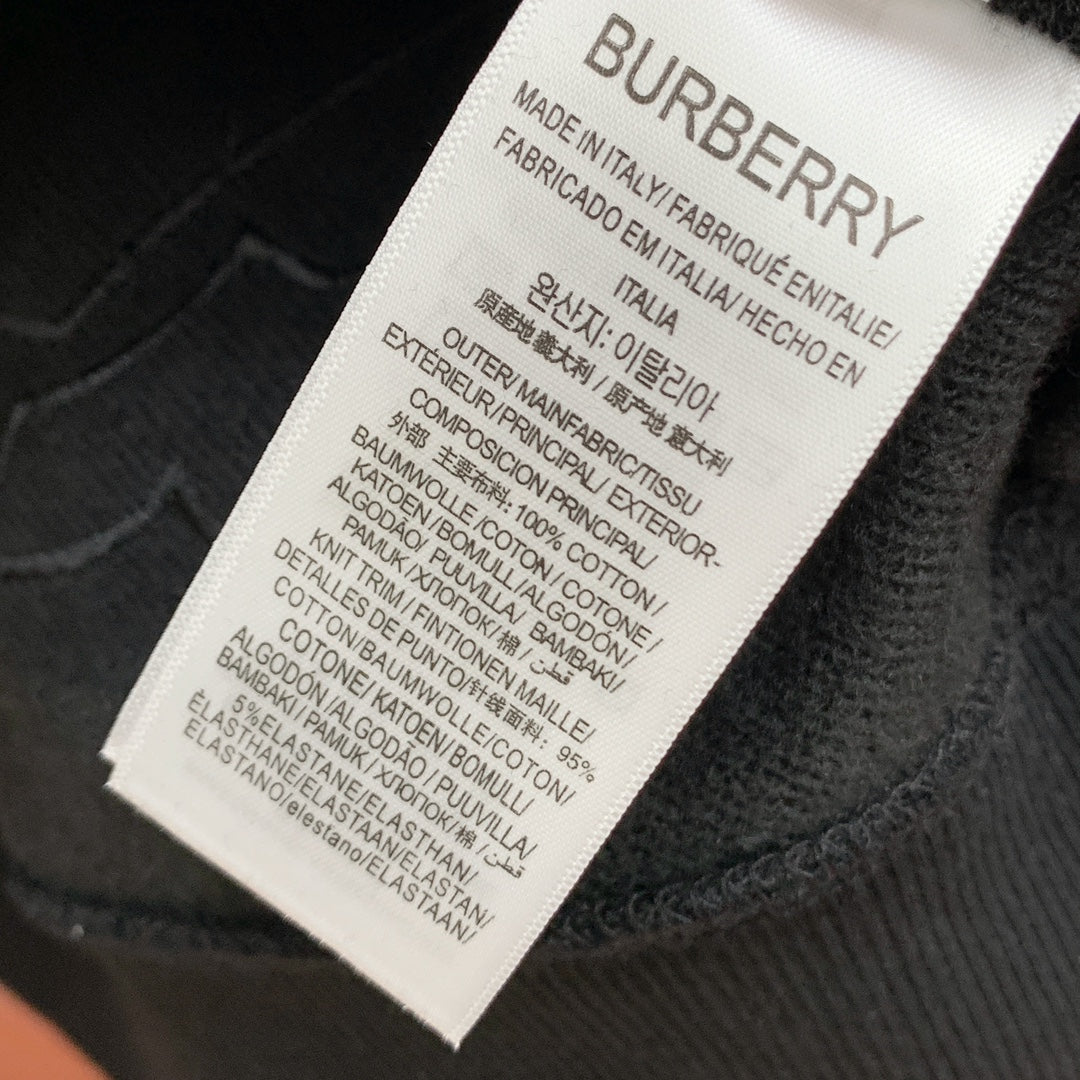 BURBERRY
MADE IN ITALY/ FABRIQUÉ ENITALIE/
FABRICADO EM ITALIA/ HECHO EN
ITALIA
완산지: 이탈리아
原産地 義大利 / 原产地 意大利
OUTER/ MAINFABRIC/TISSU
EXTÉRIEUR/PRINCIPAL/ EXTERIOR-
COMPOSICION PRINCIPAL/
外部 主要布料: 100% COTTON /
BAUMWOLLE /COTON / COTONE /
KATOEN /BOMULL/ALGODÓN /
ALGODÃO/ PUUVILLA/ BAMBAKI/
PAMUK /ХЛОПОК/ 棉 / قطن
KNIT TRIM / FINTIONEN MAILLE/
DETALLES DE PUNTO/针线面料: 95%
COTTON/BAUMWOLLE/COTON/
COTONE/ KATOEN/ BOMULL/
ALGODÓN /ALGODÃO / PUUVILLA/
BAMBAKI / PAMUK / ХЛОПОК/ 棉/ قطن
5%ELASTANE/ELASTHAN/
ÈLASTHANE/ELASTAAN/ELASTAN/
ELASTANO/elestano/ELASTAAN/